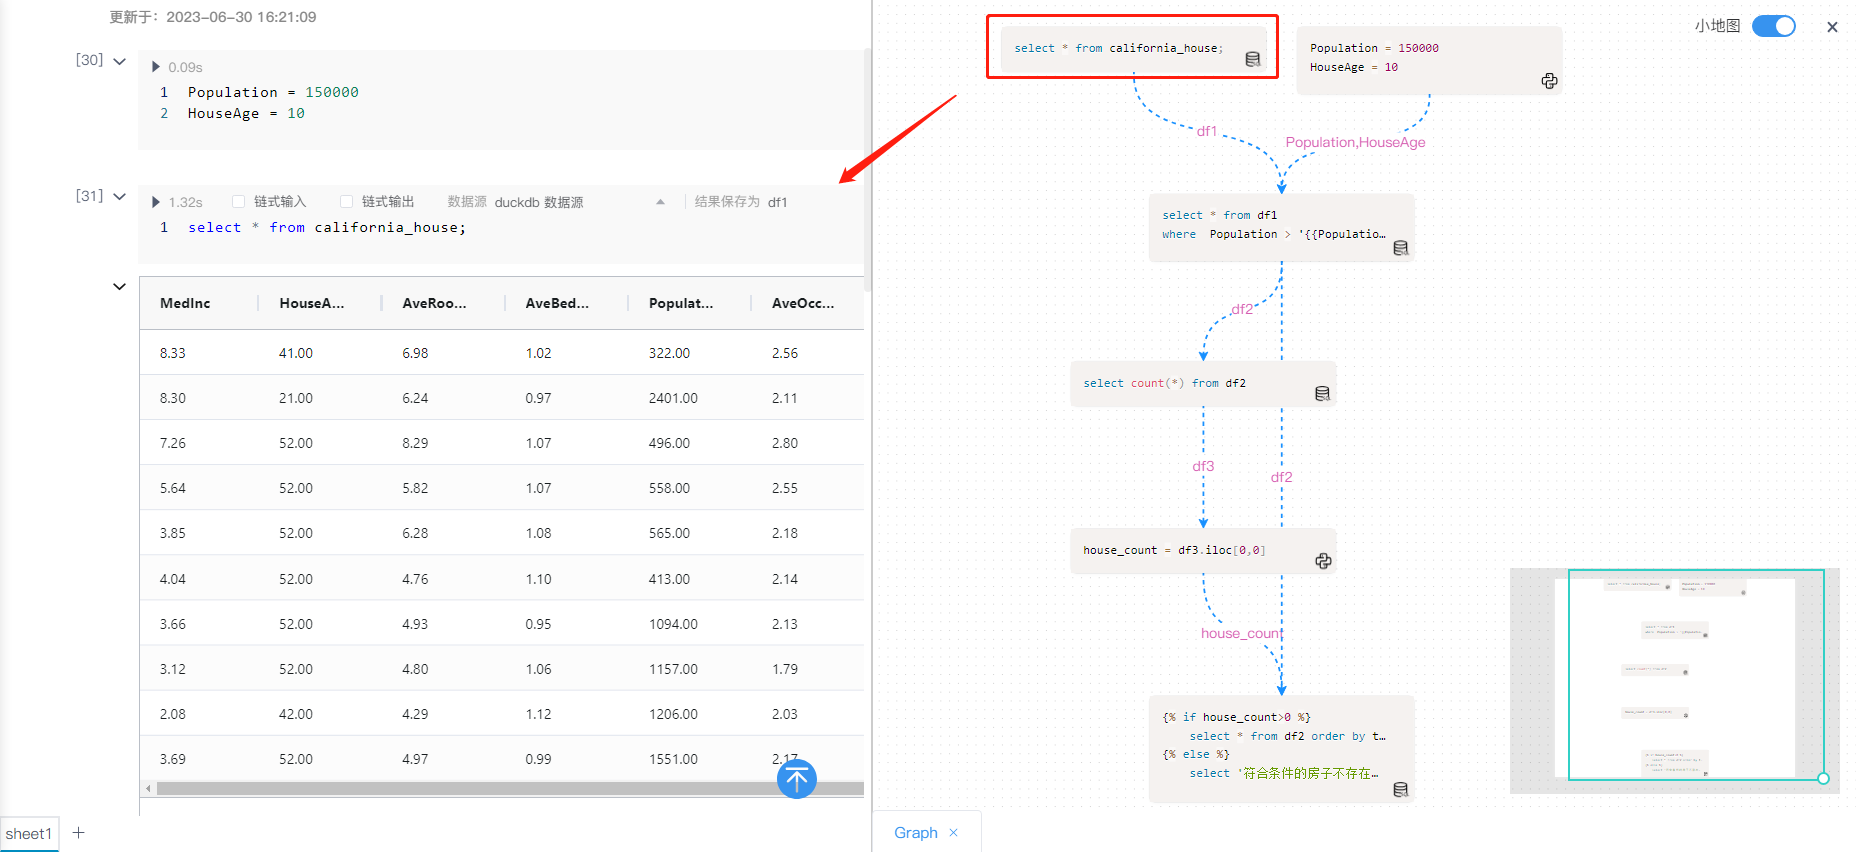 更新于：2023-06-30 16:21:09
[30]
0.09s
1 Population = 150000
2 HouseAge = 10
[31]
1.32s 链式输入 链式输出 数据源 duckdb 数据源 结果保存为 df1
1 select * from california_house;
MedInc HouseA... AveRoo... AveBed... Populat... AveOcc...
8.33 41.00 6.98 1.02 322.00 2.56
8.30 21.00 6.24 0.97 2401.00 2.11
7.26 52.00 8.29 1.07 496.00 2.80
5.64 52.00 5.82 1.07 558.00 2.55
3.85 52.00 6.28 1.08 565.00 2.18
4.04 52.00 4.76 1.10 413.00 2.14
3.66 52.00 4.93 0.95 1094.00 2.13
3.12 52.00 4.80 1.06 1157.00 1.79
2.08 42.00 4.29 1.12 1206.00 2.03
3.69 52.00 4.97 0.99 1551.00 2.17
sheet1 +
小地图
select * from california_house;
Population = 150000
HouseAge = 10
df1
Population,HouseAge
select * from df1
where Population > '{{Populatio...
df2
select count(*) from df2
df3
df2
house_count = df3.iloc[0,0]
house_count
{% if house_count>0 %}
select * from df2 order by t...
{% else %}
select '符合条件的房子不存在...
Graph ×